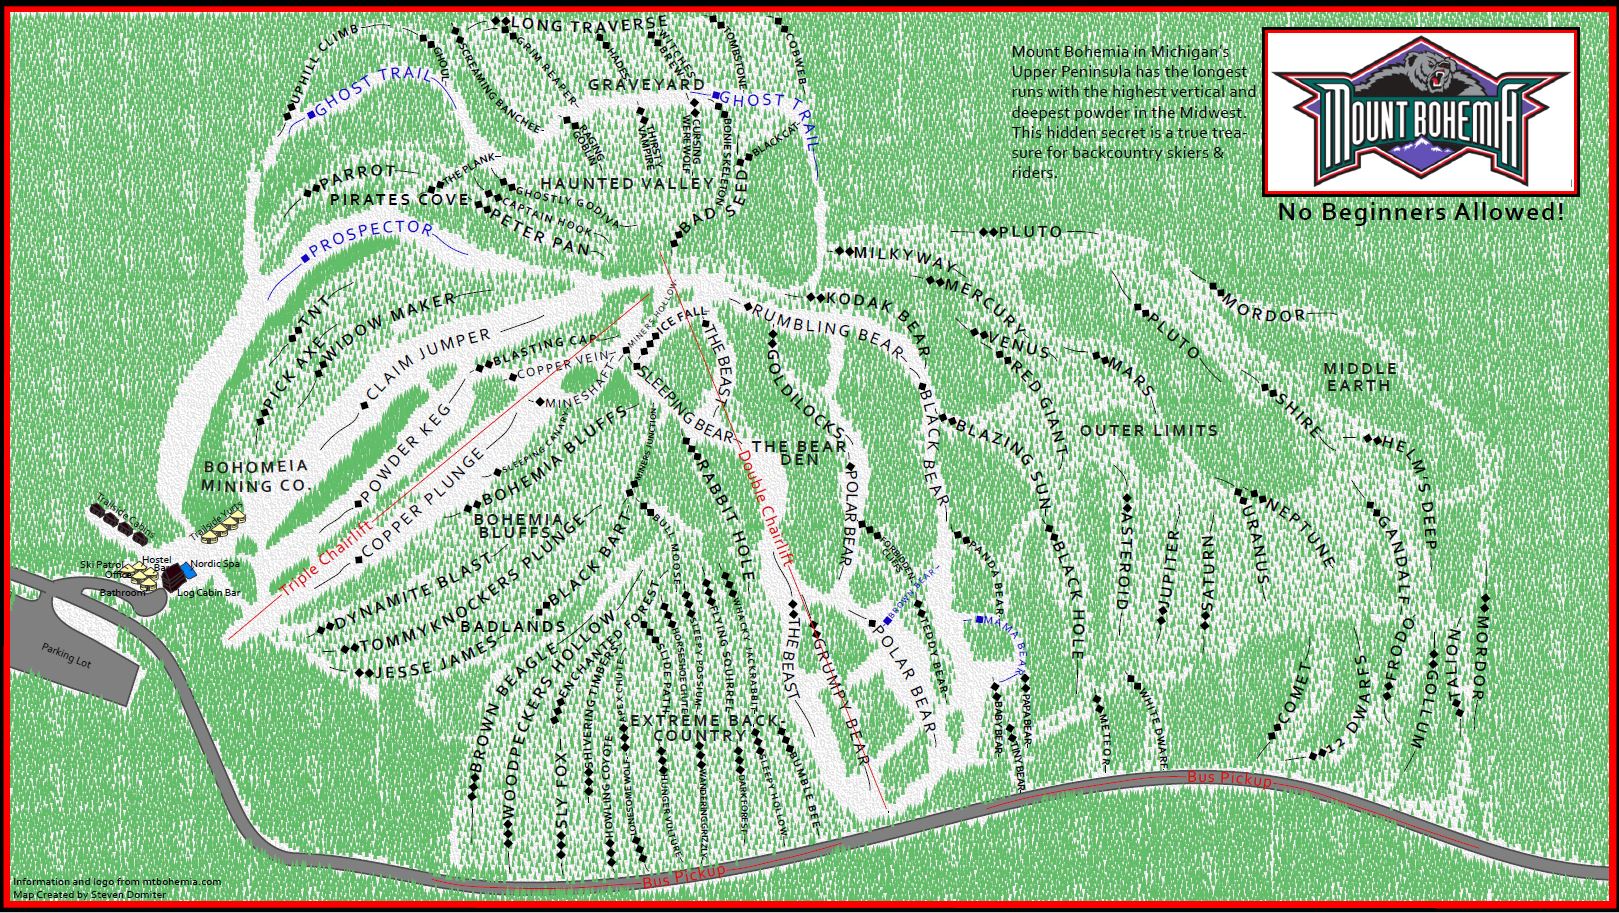 LONG TRAVERSE
UPHILL CLIMB
GHOUL
SCREAMING BANCHEE
GRIM REAPER
HADES
WITCHES
BREW
TOMBSTONE
COBWEB
GHOST TRAIL
GRAVEYARD
GHOST TRAIL
Mount Bohemia in Michigan's
Upper Peninsula has the longest
runs with the highest vertical and
deepest powder in the Midwest.
This hidden secret is a true trea-
sure for backcountry skiers &
riders.
MOUNT BOHEMIA
No Beginners Allowed!
RAGING
GOBLIN
THIRSTY
VAMPIRE
CURSING
WEREWOLF
BONE SKELETON
BLACK CAT
PARROT
THE PLANK
PIRATES COVE
HAUNTED VALLEY
GHOSTLY GODIVA
CAPTAIN HOOK
PETER PAN
BAD SEED
PROSPECTOR
PLUTO
MILKYWAY
MERCURY
KODAK BEAR
VENUS
RED GIANT
MARS
PLUTO
MORDOR
TNT
PICK AXE
WIDOW MAKER
CLAIM JUMPER
BLASTING CAP
COPPER VEIN
MINERS HOLLOW
ICE FALL
THE BEAST
RUMBLING BEAR
MINESHAFT
SLEEPING BEAR
GOLDILOCKS
MIDDLE
EARTH
SHIRE
HELM'S DEEP
OUTER LIMITS
BLACK BEAR
BLAZING SUN
THE BEAR
DEN
POWDER KEG
COPPER PLUNGE
SLEEPING CANARY
BOHEMIA BLUFFS
MINERS JUNCTION
RABBIT HOLE
Double Chairlift
POLAR BEAR
BOHOMEIA
MINING CO.
Trailside Cabins
Trailside Yurts
Ski Patrol
Office
Hostel
Bar
Nordic Spa
Bathroom
Log Cabin Bar
Parking Lot
Triple Chairlift
BOHEMIA
BLUFFS
DYNAMITE BLAST
TOMMYKNOCKERS PLUNGE
JESSE JAMES
BLACK BART
BADLANDS
BULL MOOSE
BROWN BEAR
PANDA BEAR
MAMA BEAR
TEDDY BEAR
BLACK HOLE
ASTEROID
JUPITER
SATURN
URANUS
NEPTUNE
GANDALF
FRODO
MORDOR
GOLLUM
12 DWARFS
COMET
WHITE DWARF
METEOR
BROWN BEAGLE
WOODPECKERS HOLLOW
ENCHANTED FOREST
SHIVERING TIMBERS
APEX CHUTE
SLIDE PATH
HORSESHOE CHUTE
SLEEPY POSSUM
FLYING SQUIRREL
WHACKY JACKRABBIT
THE BEAST
GRUMPY BEAR
POLAR BEAR
BABY BEAR
TINY BEAR
PAPA BEAR
EXTREME BACK-
COUNTRY
SLY FOX
HOWLING COYOTE
LONESOME WOLF
HUNGER VULTURE
WANDERING GRIZZLY
DARK FOREST
SLEEPY HOLLOW
BUMBLE BEE
Bus Pickup
Bus Pickup
Information and logo from mtbohemia.com
Map Created by Steven Domiter